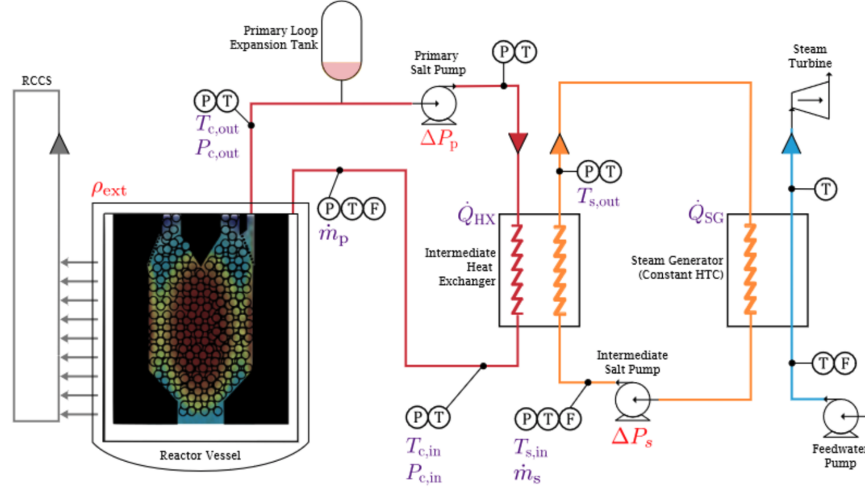 Primary Loop
Expansion Tank
RCCS
P T
T_c,out
P_c,out
Primary
Salt Pump
ΔP_p
P T
Steam
Turbine
ρ_ext
P T F
ṁ_p
P T
T_s,out
T
Q̇_HX
Intermediate
Heat
Exchanger
Q̇_SG
Steam Generator
(Constant HTC)
Intermediate
Salt Pump
T F
P T
T_c,in
P_c,in
P T F
T_s,in
ṁ_s
ΔP_s
Reactor Vessel
Feedwater
Pump